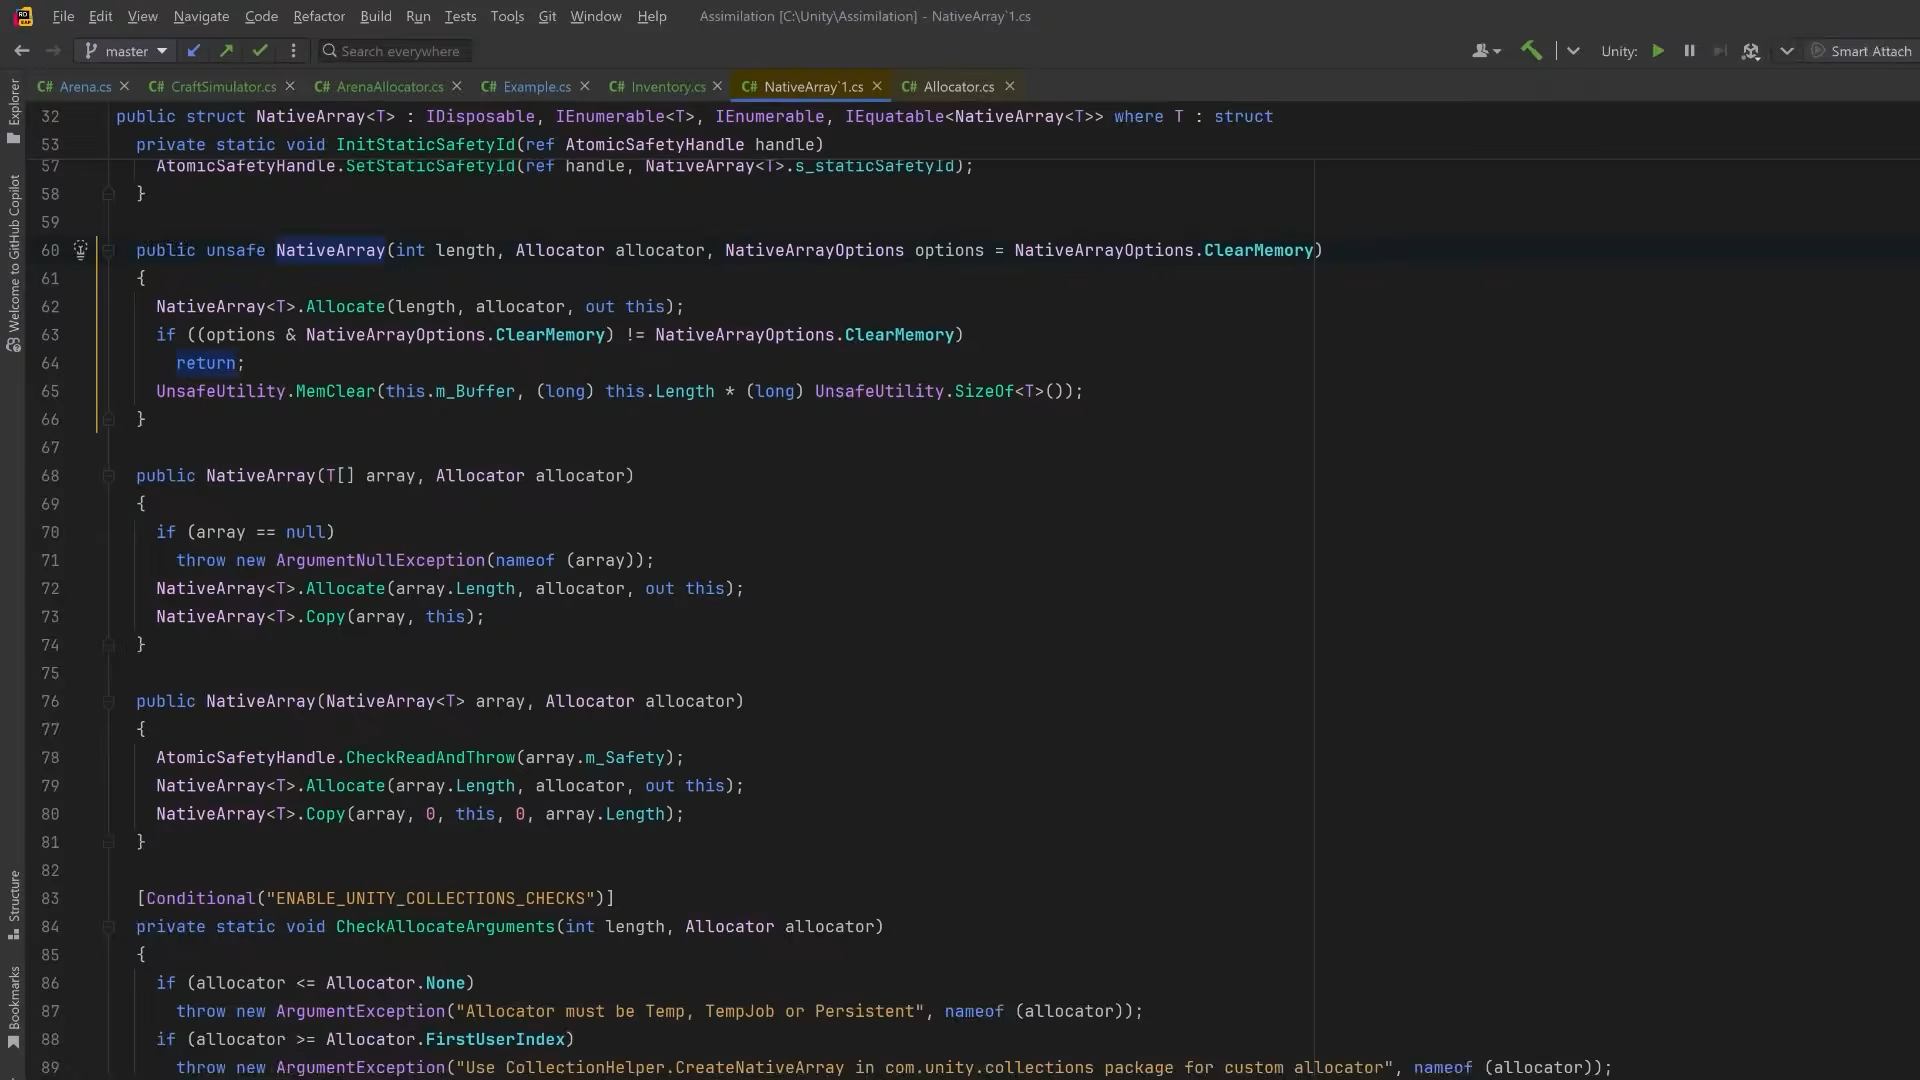 File Edit View Navigate Code Refactor Build Run Tests Tools Git Window Help Assimilation [C:\Unity\Assimilation] - NativeArray`1.cs
master Search everywhere Unity: Smart Attach
C# Arena.cs C# CraftSimulator.cs C# ArenaAllocator.cs C# Example.cs C# Inventory.cs C# NativeArray`1.cs C# Allocator.cs
Explorer
Welcome to GitHub Copilot
Structure
Bookmarks
32 public struct NativeArray<T> : IDisposable, IEnumerable<T>, IEnumerable, IEquatable<NativeArray<T>> where T : struct
53 private static void InitStaticSafetyId(ref AtomicSafetyHandle handle)
57 AtomicSafetyHandle.SetStaticSafetyId(ref handle, NativeArray<T>.s_staticSafetyId);
58 }
59
60 public unsafe NativeArray(int length, Allocator allocator, NativeArrayOptions options = NativeArrayOptions.ClearMemory)
61 {
62 NativeArray<T>.Allocate(length, allocator, out this);
63 if ((options & NativeArrayOptions.ClearMemory) != NativeArrayOptions.ClearMemory)
64 return;
65 UnsafeUtility.MemClear(this.m_Buffer, (long) this.Length * (long) UnsafeUtility.SizeOf<T>());
66 }
67
68 public NativeArray(T[] array, Allocator allocator)
69 {
70 if (array == null)
71 throw new ArgumentNullException(nameof (array));
72 NativeArray<T>.Allocate(array.Length, allocator, out this);
73 NativeArray<T>.Copy(array, this);
74 }
75
76 public NativeArray(NativeArray<T> array, Allocator allocator)
77 {
78 AtomicSafetyHandle.CheckReadAndThrow(array.m_Safety);
79 NativeArray<T>.Allocate(array.Length, allocator, out this);
80 NativeArray<T>.Copy(array, 0, this, 0, array.Length);
81 }
82
83 [Conditional("ENABLE_UNITY_COLLECTIONS_CHECKS")]
84 private static void CheckAllocateArguments(int length, Allocator allocator)
85 {
86 if (allocator <= Allocator.None)
87 throw new ArgumentException("Allocator must be Temp, TempJob or Persistent", nameof (allocator));
88 if (allocator >= Allocator.FirstUserIndex)
89 throw new ArgumentException("Use CollectionHelper.CreateNativeArray in com.unity.collections package for custom allocator", nameof (allocator));